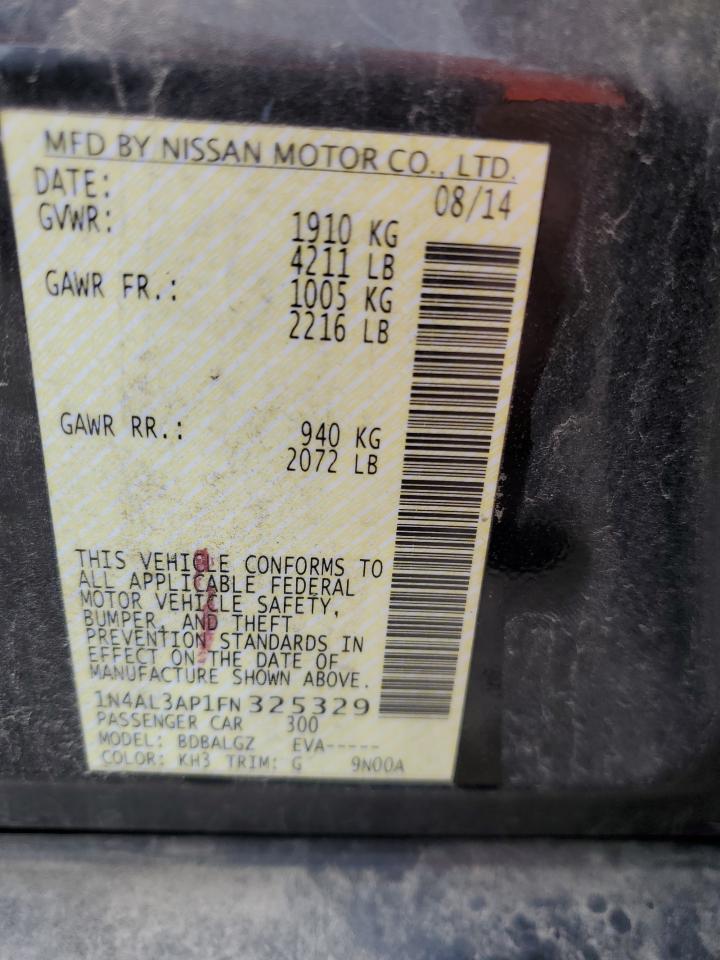 MFD BY NISSAN MOTOR CO., LTD.
DATE: 08/14
GVWR: 1910 KG
4211 LB
GAWR FR.: 1005 KG
2216 LB
GAWR RR.: 940 KG
2072 LB
THIS VEHICLE CONFORMS TO
ALL APPLICABLE FEDERAL
MOTOR VEHICLE SAFETY,
BUMPER, AND THEFT
PREVENTION STANDARDS IN
EFFECT ON THE DATE OF
MANUFACTURE SHOWN ABOVE.
1N4AL3AP1FN 325329
PASSENGER CAR 300
MODEL: BDBALGZ EVA-----
COLOR: KH3 TRIM: G 9N00A